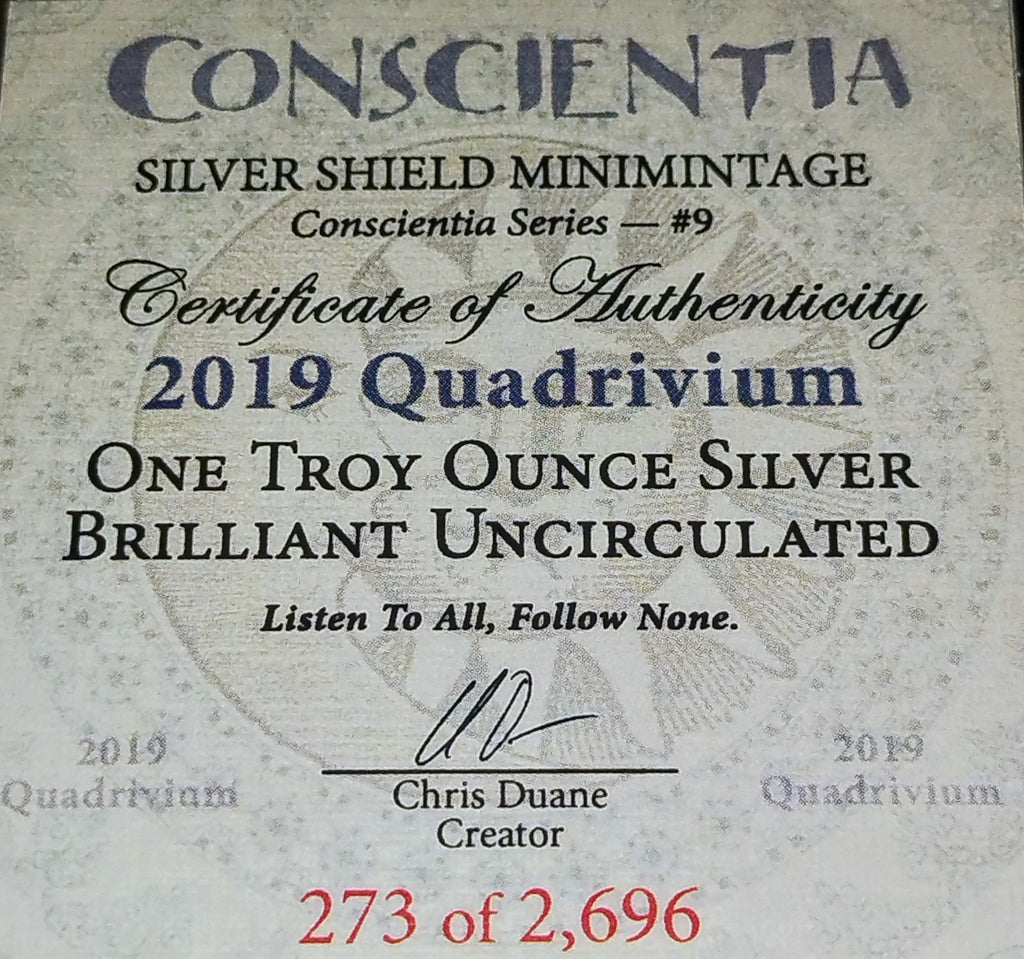 CONSCIENTIA
SILVER SHIELD MINIMINTAGE
Conscientia Series — #9
Certificate of Authenticity
2019 Quadrivium
ONE TROY OUNCE SILVER
BRILLIANT UNCIRCULATED
Listen To All, Follow None.
2019
Quadrivium
2019
Quadrivium
Chris Duane
Creator
273 of 2,696